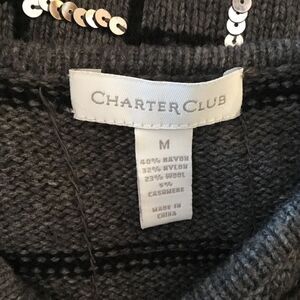 CHARTER CLUB
M
40% RAYON
32% NYLON
23% WOOL
5%
CASHMERE
MADE IN
CHINA